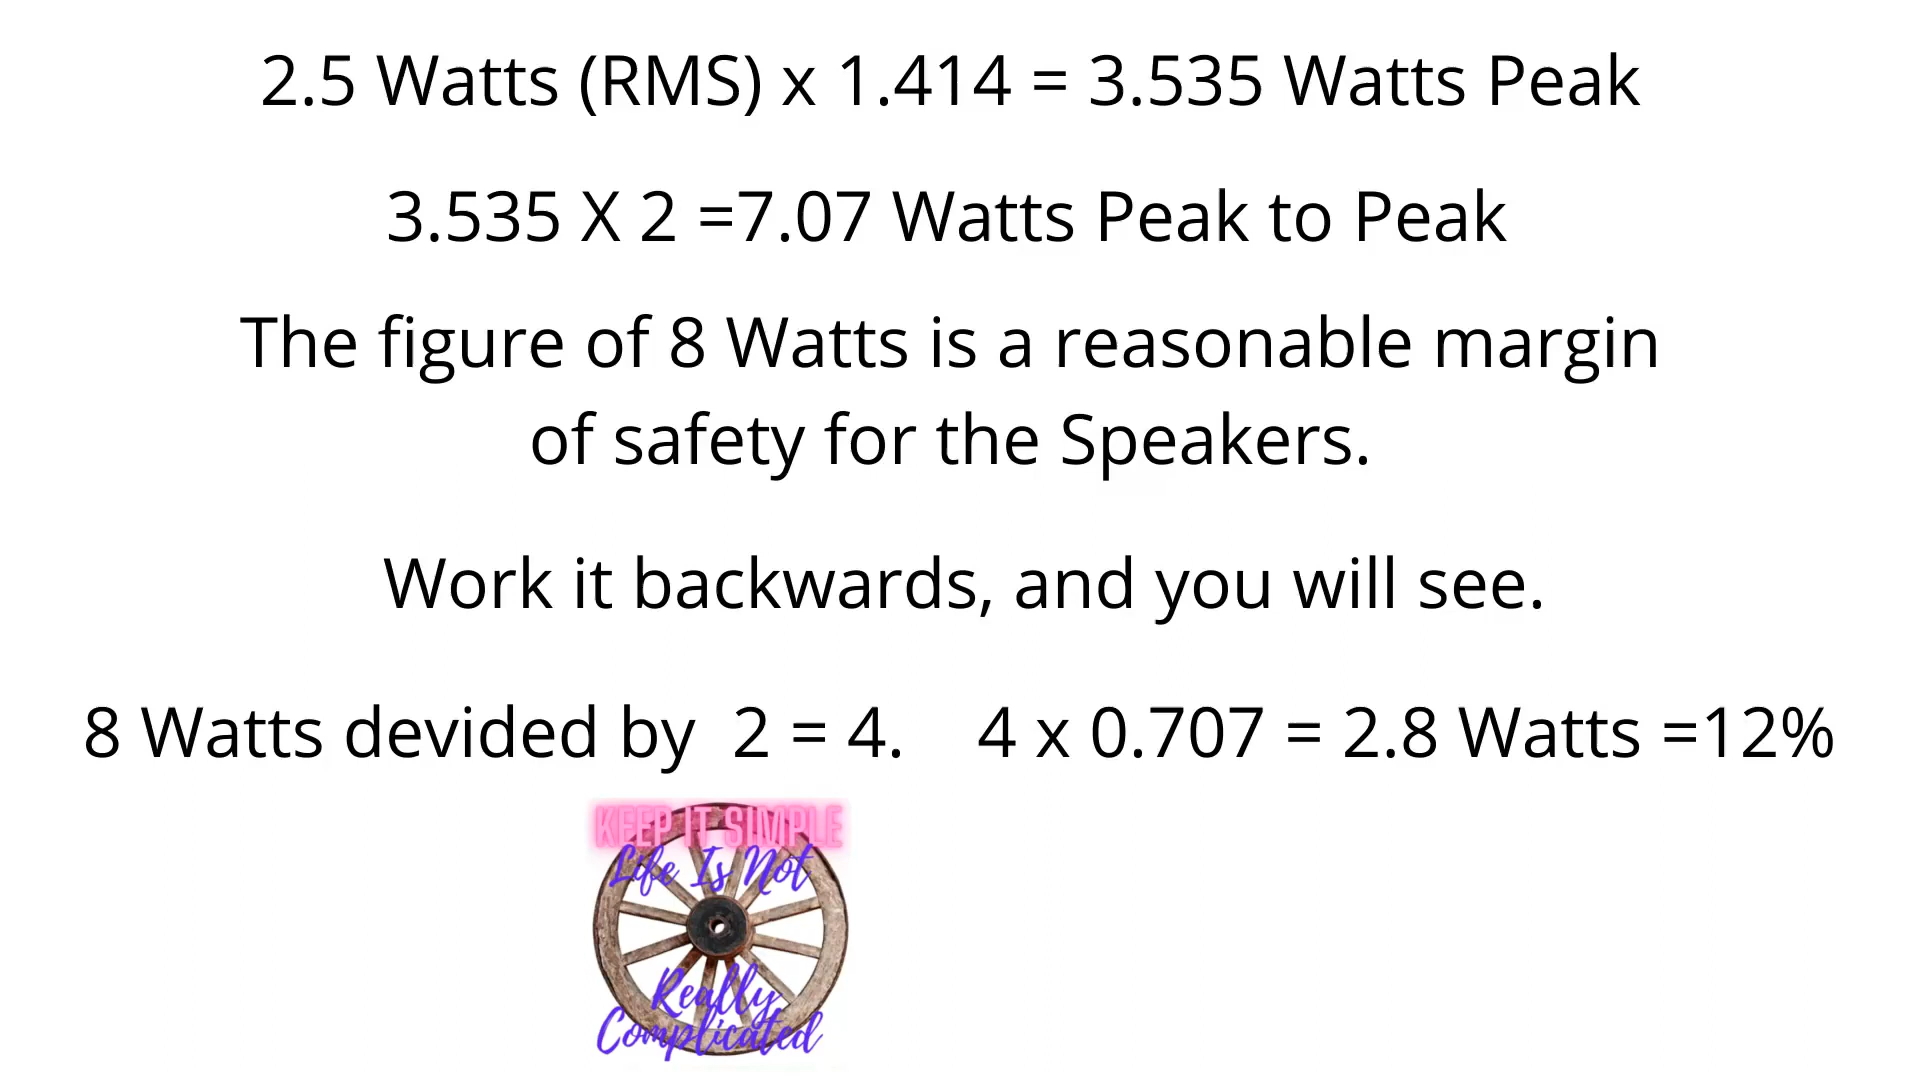 2.5 Watts (RMS) x 1.414 = 3.535 Watts Peak
3.535 X 2 =7.07 Watts Peak to Peak
The figure of 8 Watts is a reasonable margin
of safety for the Speakers.
Work it backwards, and you will see.
8 Watts devided by  2 = 4.    4 x 0.707 = 2.8 Watts =12%
KEEP IT SIMPLE
Life Is Not
Really
Complicated